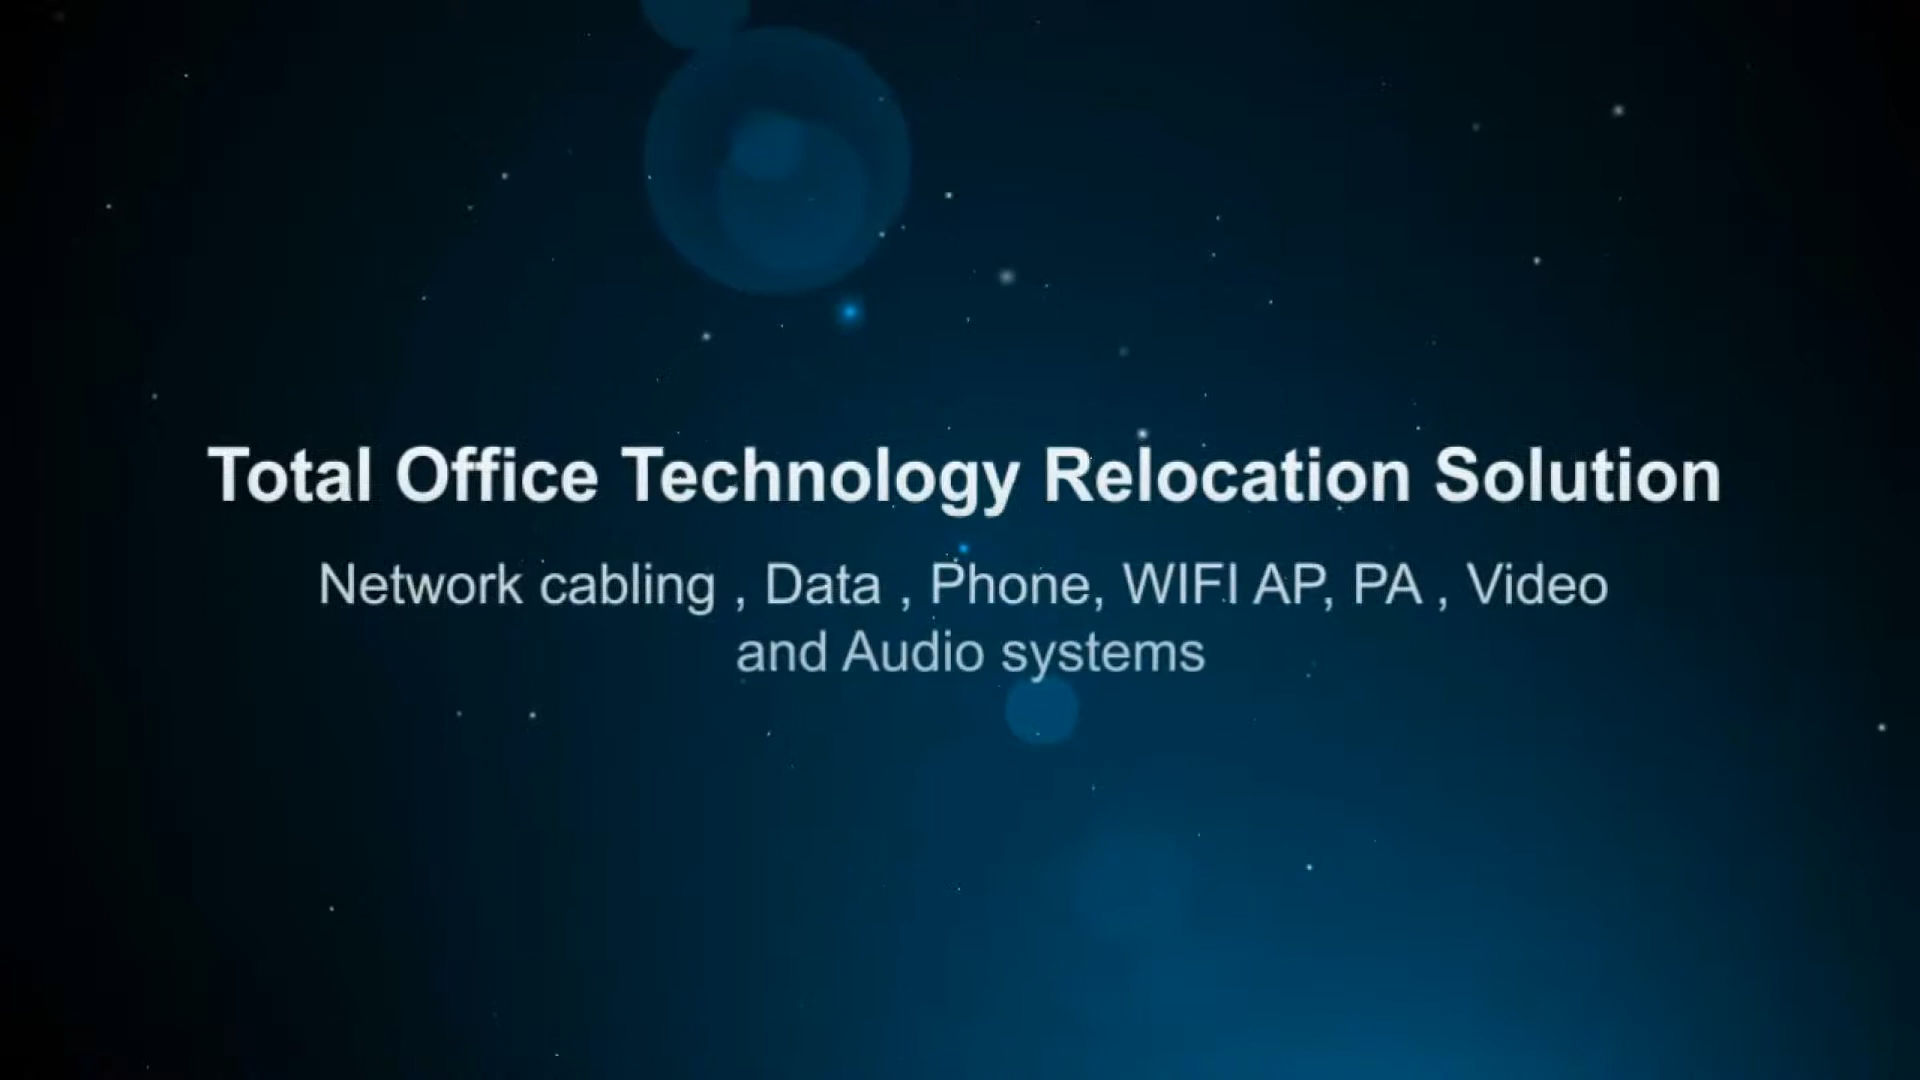 Total Office Technology Relocation Solution
Network cabling , Data , Phone, WIFI AP, PA , Video
and Audio systems